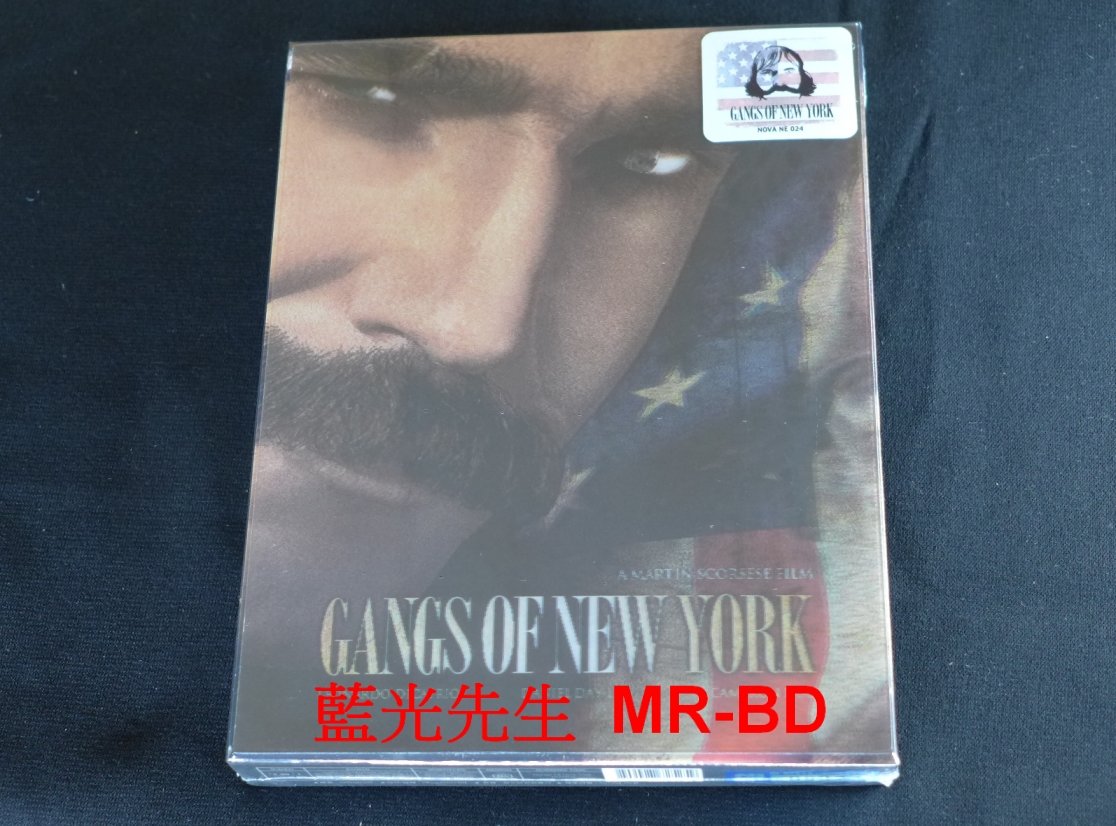 GANGS OF NEW YORK
NOVA NE 024
A MARTIN SCORSESE FILM
GANGS OF NEW YORK
藍光先生 MR-BD